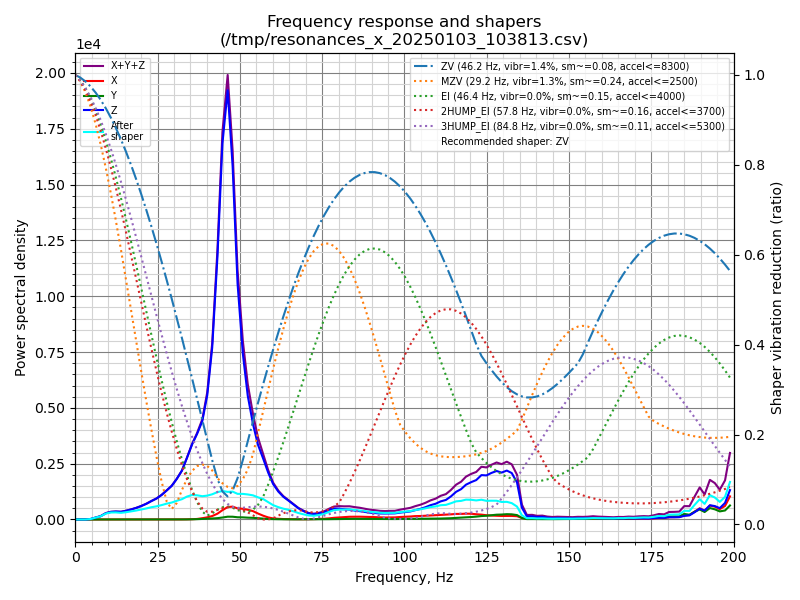 Frequency response and shapers
(/tmp/resonances_x_20250103_103813.csv)
1e4
X+Y+Z
X
Y
Z
After
shaper
ZV (46.2 Hz, vibr=1.4%, sm~=0.08, accel<=8300)
MZV (29.2 Hz, vibr=1.3%, sm~=0.24, accel<=2500)
EI (46.4 Hz, vibr=0.0%, sm~=0.15, accel<=4000)
2HUMP_EI (57.8 Hz, vibr=0.0%, sm~=0.16, accel<=3700)
3HUMP_EI (84.8 Hz, vibr=0.0%, sm~=0.11, accel<=5300)
Recommended shaper: ZV
2.00
1.75
1.50
1.25
1.00
0.75
0.50
0.25
0.00
Power spectral density
1.0
0.8
0.6
0.4
0.2
0.0
Shaper vibration reduction (ratio)
0
25
50
75
100
125
150
175
200
Frequency, Hz